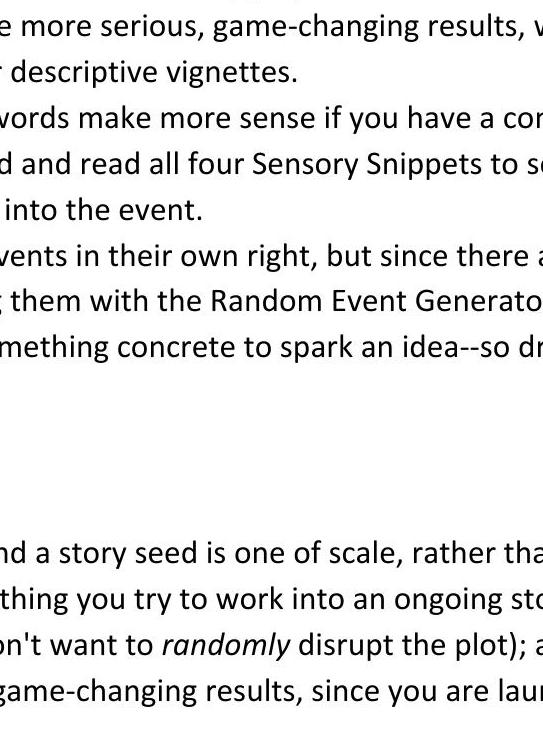 e more serious, game-changing results, v
r descriptive vignettes.
words make more sense if you have a con
d and read all four Sensory Snippets to s
into the event.
vents in their own right, but since there a
g them with the Random Event Generato
mething concrete to spark an idea--so dr
nd a story seed is one of scale, rather tha
thing you try to work into an ongoing sto
on't want to randomly disrupt the plot); a
game-changing results, since you are laun